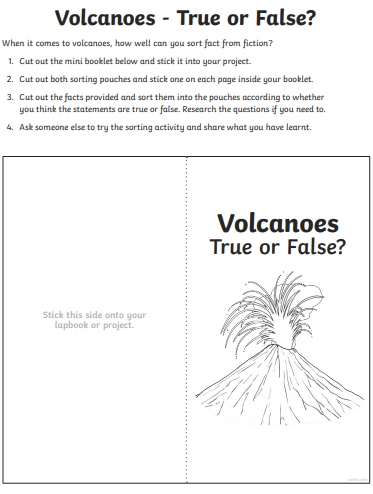 Volcanoes - True or False?
When it comes to volcanoes, how well can you sort fact from fiction?
1. Cut out the mini booklet below and stick it into your project.
2. Cut out both sorting pouches and stick one on each page inside your booklet.
3. Cut out the facts provided and sort them into the pouches according to whether
you think the statements are true or false. Research the questions if you need to.
4. Ask someone else to try the sorting activity and share what you have learnt.
Volcanoes
True or False?
Stick this side onto your
lapbook or project.